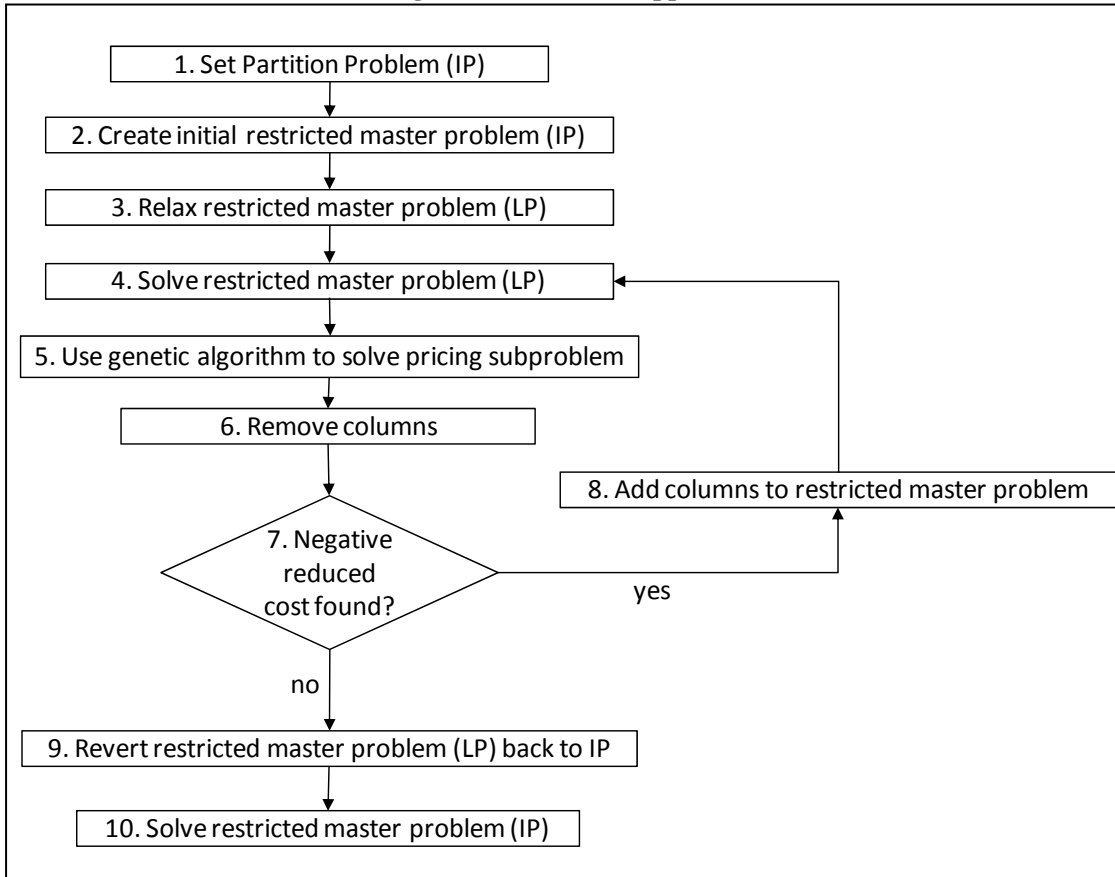 1. Set Partition Problem (IP)
2. Create initial restricted master problem (IP)
3. Relax restricted master problem (LP)
4. Solve restricted master problem (LP)
5. Use genetic algorithm to solve pricing subproblem
6. Remove columns
8. Add columns to restricted master problem
7. Negative
reduced
cost found?
yes
no
9. Revert restricted master problem (LP) back to IP
10. Solve restricted master problem (IP)